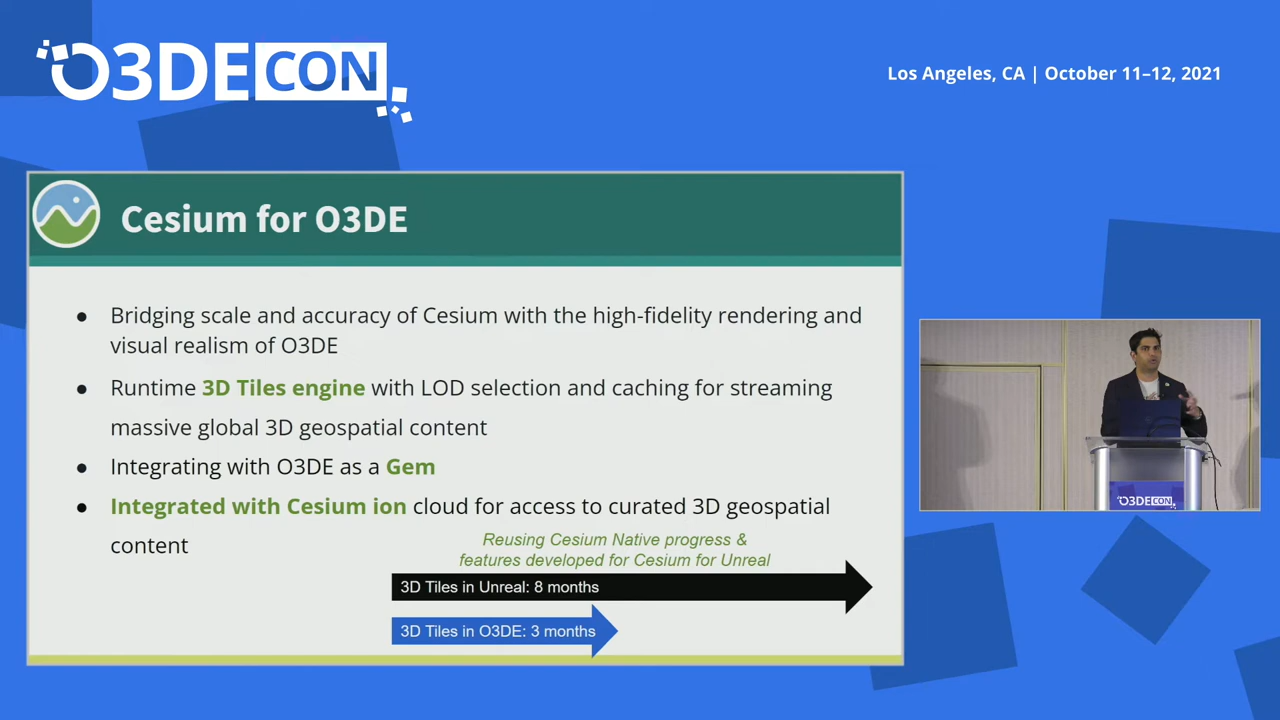 O3DECON
Los Angeles, CA | October 11–12, 2021
Cesium for O3DE
● Bridging scale and accuracy of Cesium with the high-fidelity rendering and
visual realism of O3DE
● Runtime 3D Tiles engine with LOD selection and caching for streaming
massive global 3D geospatial content
● Integrating with O3DE as a Gem
● Integrated with Cesium ion cloud for access to curated 3D geospatial
content
Reusing Cesium Native progress &
features developed for Cesium for Unreal
3D Tiles in Unreal: 8 months
3D Tiles in O3DE: 3 months
O3DECON